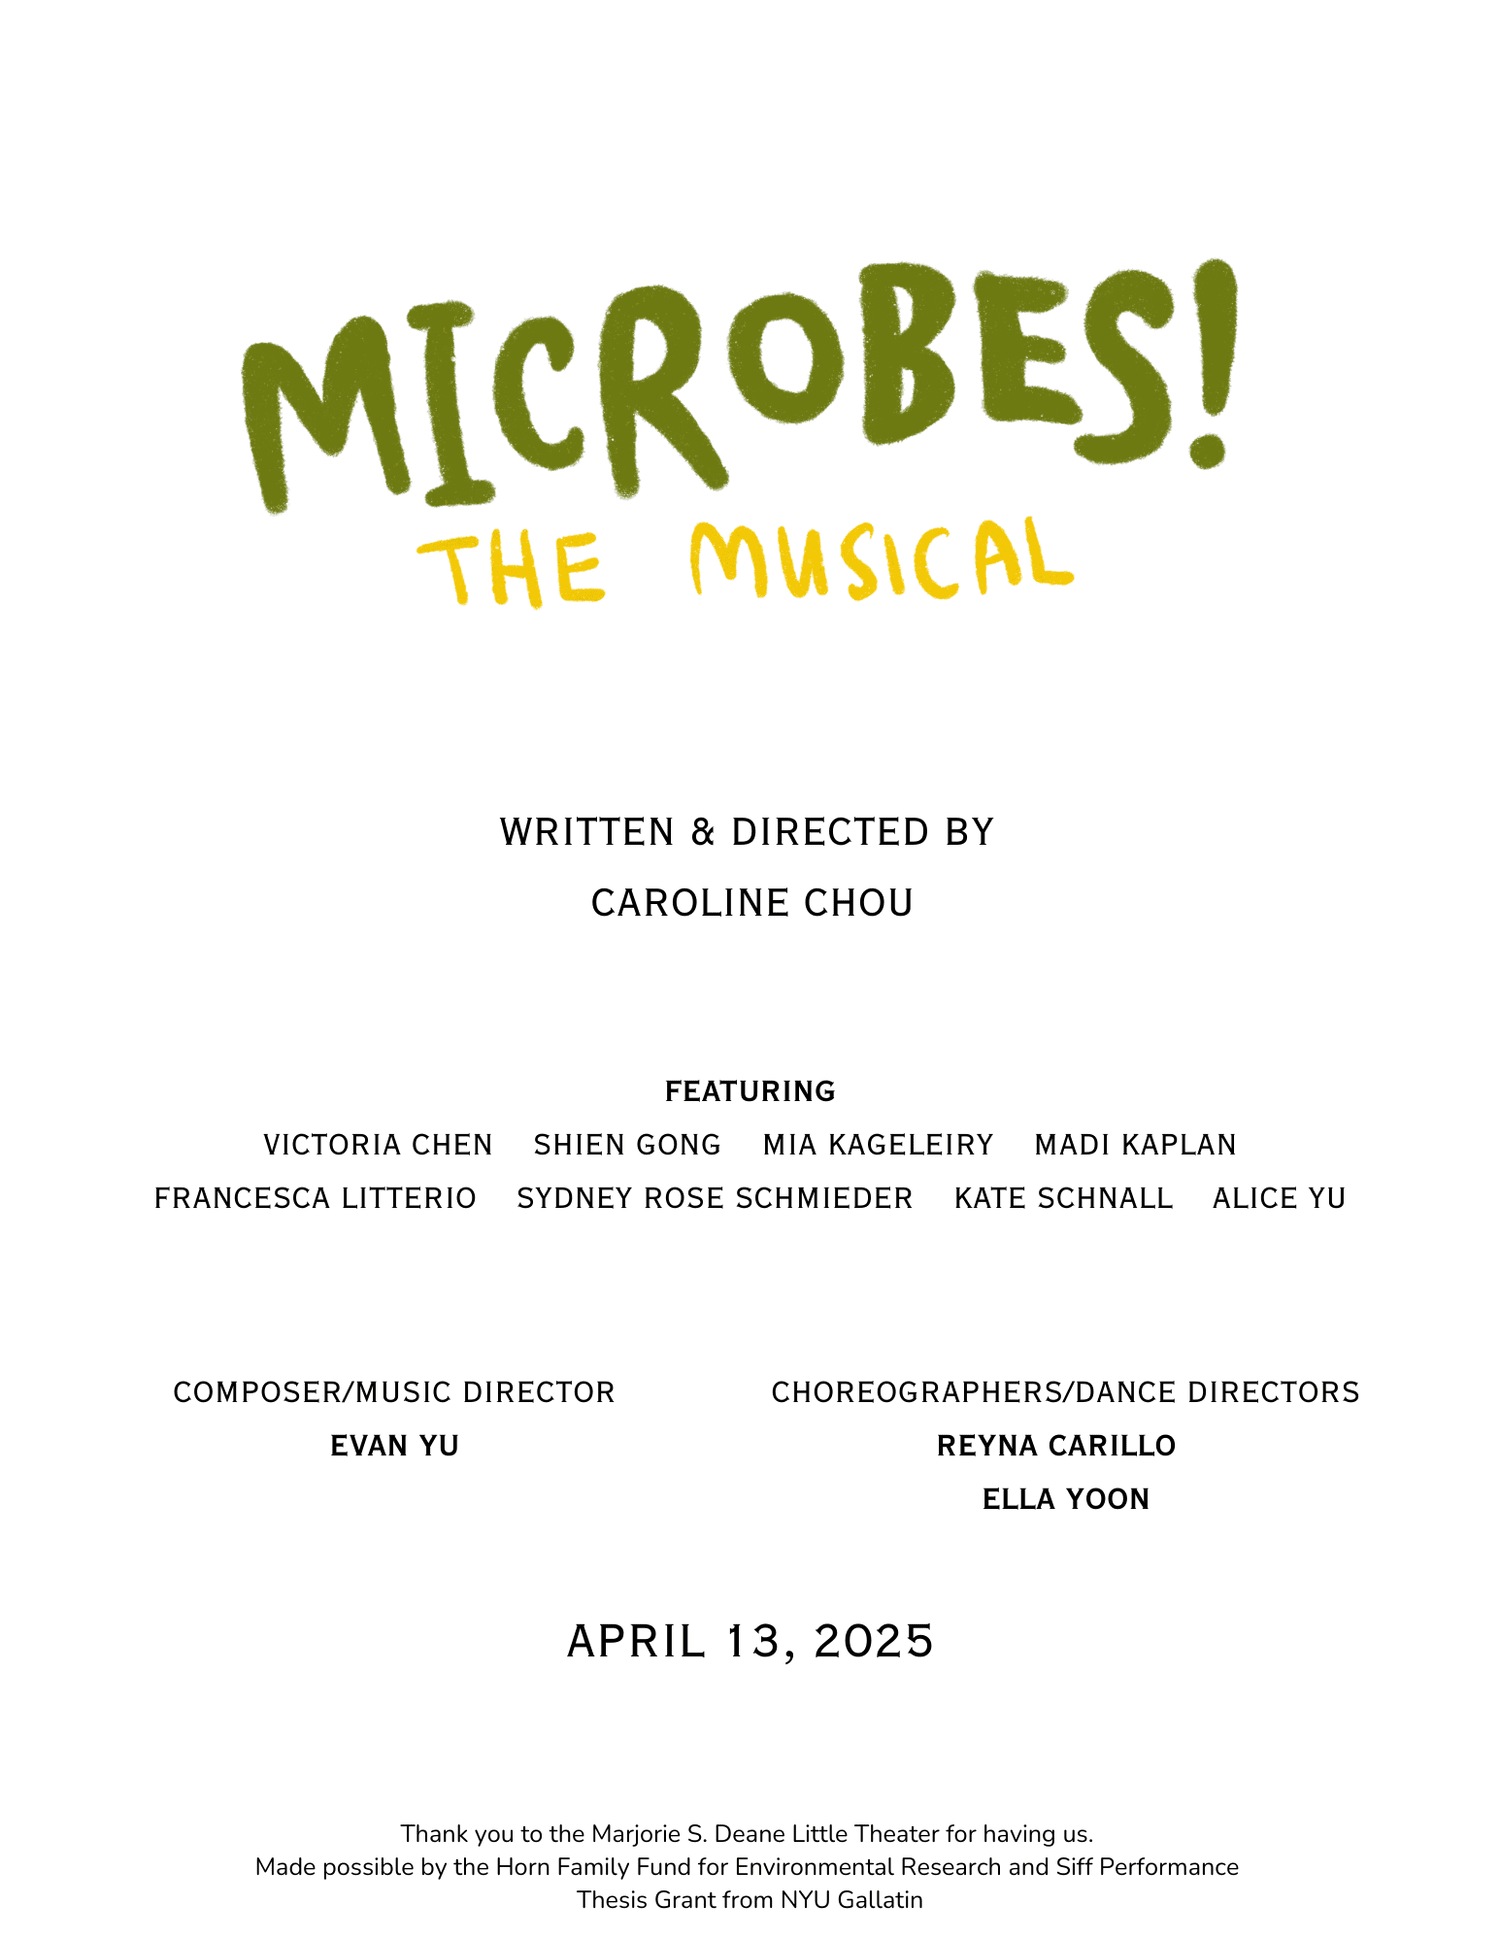 MICROBES!
THE MUSICAL
WRITTEN & DIRECTED BY
CAROLINE CHOU
FEATURING
VICTORIA CHEN SHIEN GONG MIA KAGELEIRY MADI KAPLAN
FRANCESCA LITTERIO SYDNEY ROSE SCHMIEDER KATE SCHNALL ALICE YU
COMPOSER/MUSIC DIRECTOR
EVAN YU
CHOREOGRAPHERS/DANCE DIRECTORS
REYNA CARILLO
ELLA YOON
APRIL 13, 2025
Thank you to the Marjorie S. Deane Little Theater for having us.
Made possible by the Horn Family Fund for Environmental Research and Siff Performance
Thesis Grant from NYU Gallatin